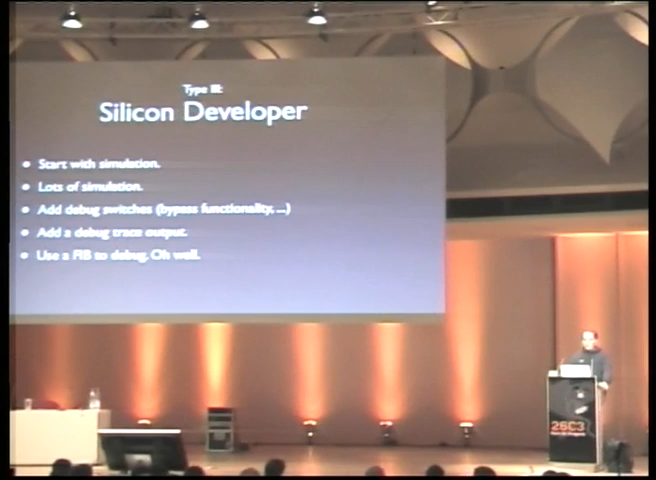 Type III:
Silicon Developer
• Start with simulation.
• Lots of simulation.
• Add debug switches (bypass functionality, ...)
• Add a debug trace output.
• Use a FIB to debug. Oh well.
26C3